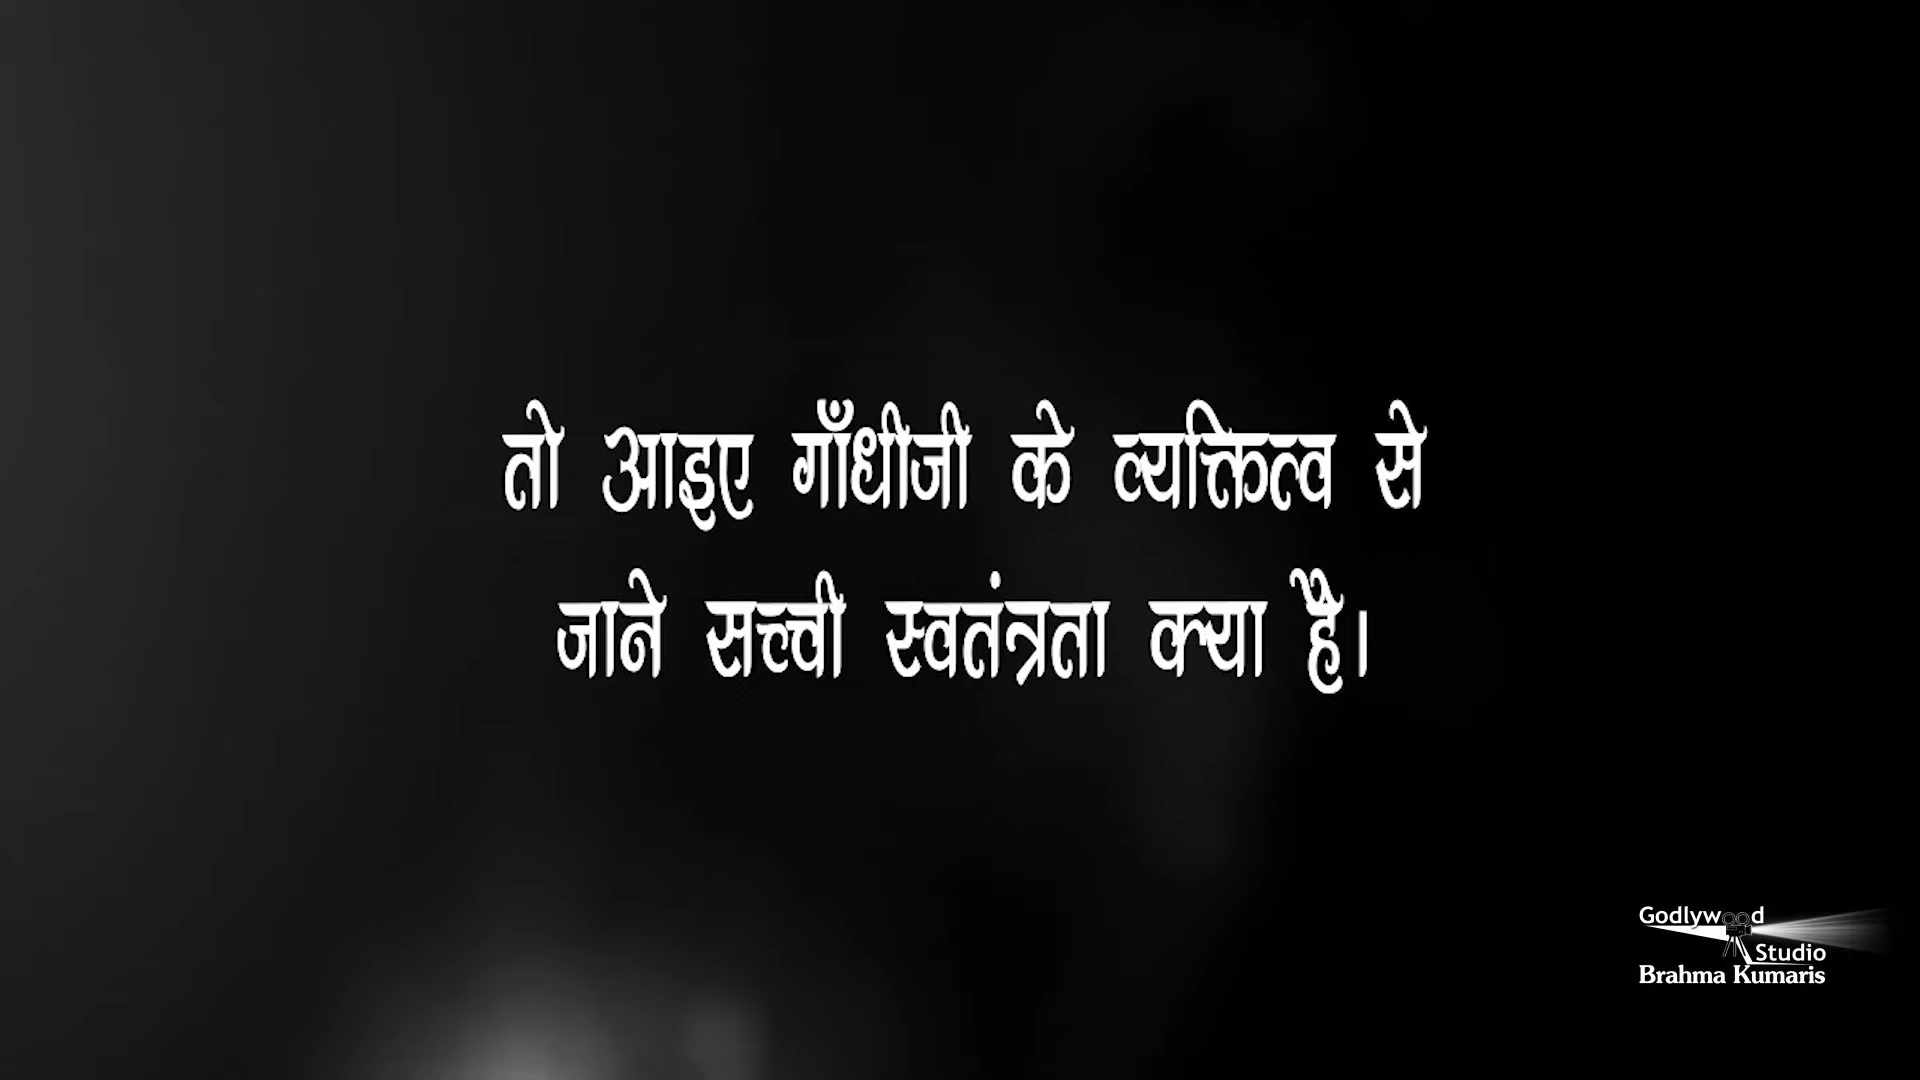 तो आइए गाँधीजी के व्यक्तित्व से
जाने सच्ची स्वतंत्रता क्या है।
Godlywood
Studio
Brahma Kumaris